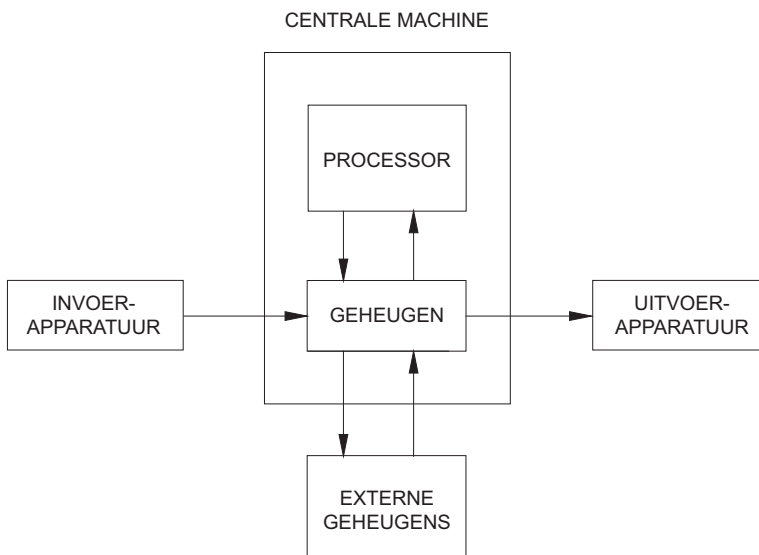 CENTRALE MACHINE
PROCESSOR
INVOER-
APPARATUUR
GEHEUGEN
UITVOER-
APPARATUUR
EXTERNE
GEHEUGENS